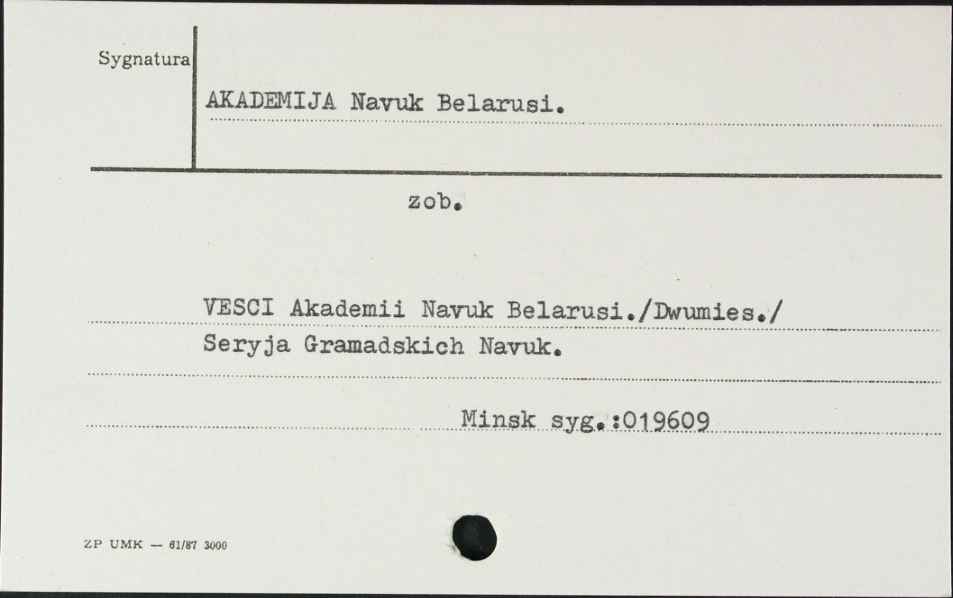 Sygnatura
AKADEMIJA Navuk Belarusi.
zob.
VESCI Akademii Navuk Belarusi./Dwumies./
Seryja Gramadskich Navuk.
Minsk syg.:019609
ZP UMK — 61/87 3000